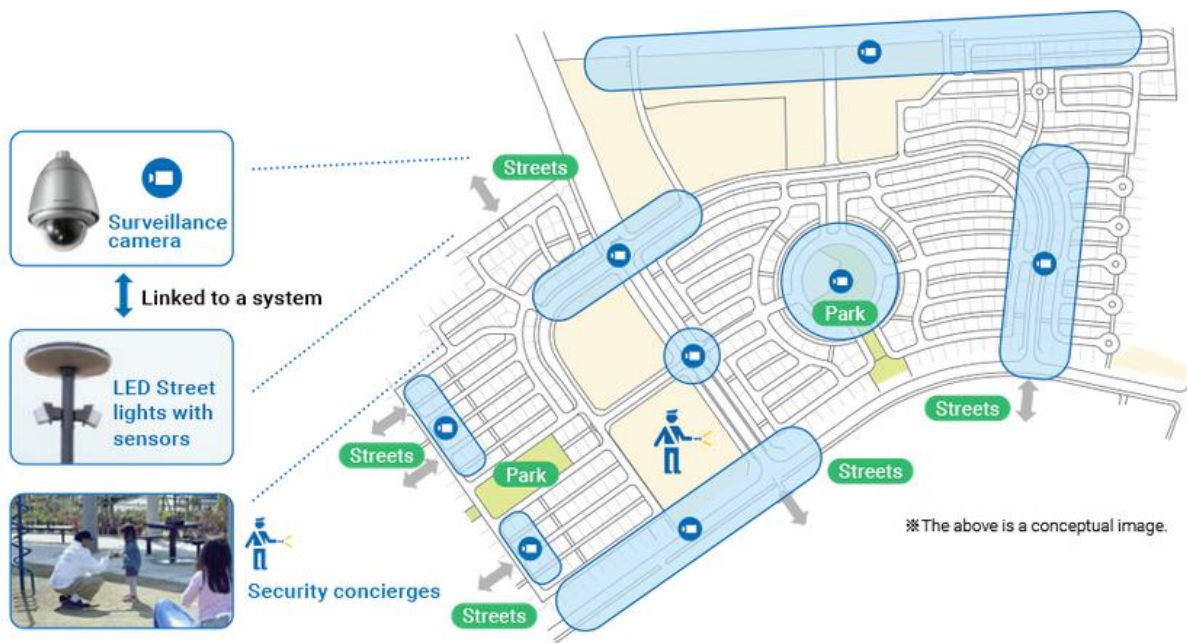 Surveillance
camera
Linked to a system
LED Street
lights with
sensors
Security concierges
Streets
Park
Streets
Streets
Park
Streets
Streets
※The above is a conceptual image.